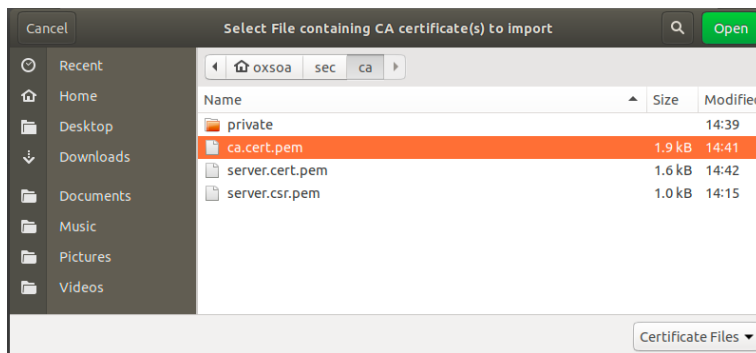 Cancel Select File containing CA certificate(s) to import Open
Recent
Home
Desktop
Downloads
Documents
Music
Pictures
Videos
oxsoa sec ca
Name Size Modified
private 14:39
ca.cert.pem 1.9 kB 14:41
server.cert.pem 1.6 kB 14:42
server.csr.pem 1.0 kB 14:15
Certificate Files